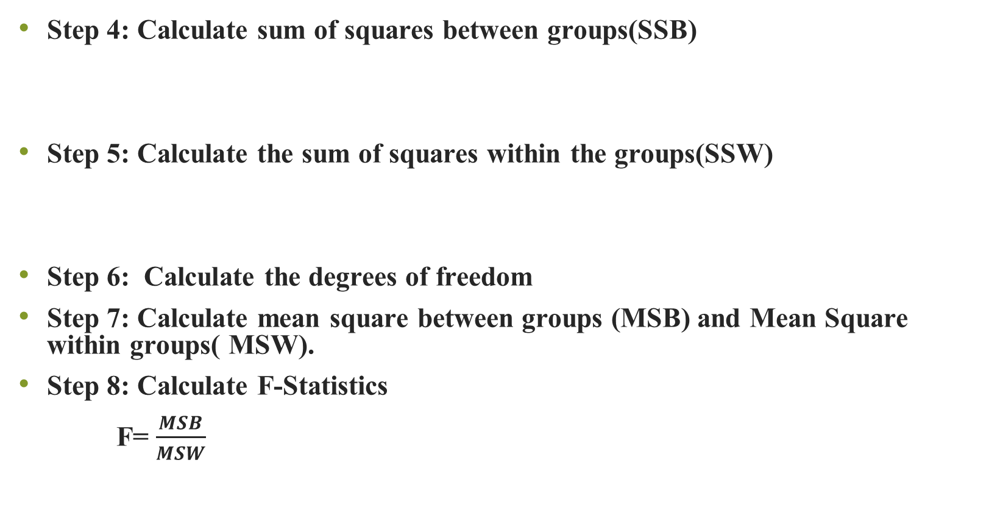 • Step 4: Calculate sum of squares between groups(SSB)
• Step 5: Calculate the sum of squares within the groups(SSW)
• Step 6: Calculate the degrees of freedom
• Step 7: Calculate mean square between groups (MSB) and Mean Square
within groups( MSW).
• Step 8: Calculate F-Statistics
F= MSB
MSW